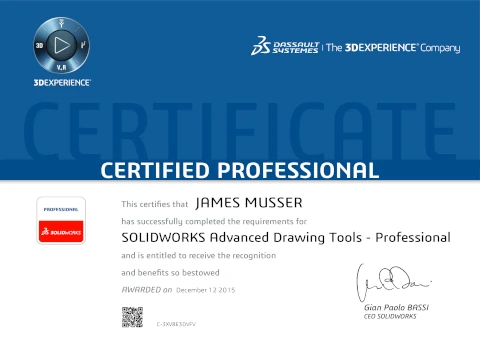 3D
V.R
3DEXPERIENCE
DASSAULT
SYSTEMES
The 3DEXPERIENCE Company
CERTIFICATE
CERTIFIED PROFESSIONAL
PROFESSIONAL
SOLIDWORKS
This certifies that JAMES MUSSER
has successfully completed the requirements for
SOLIDWORKS Advanced Drawing Tools - Professional
and is entitled to receive the recognition
and benefits so bestowed
AWARDED on December 12 2015
Gian Paolo BASSI
CEO SOLIDWORKS